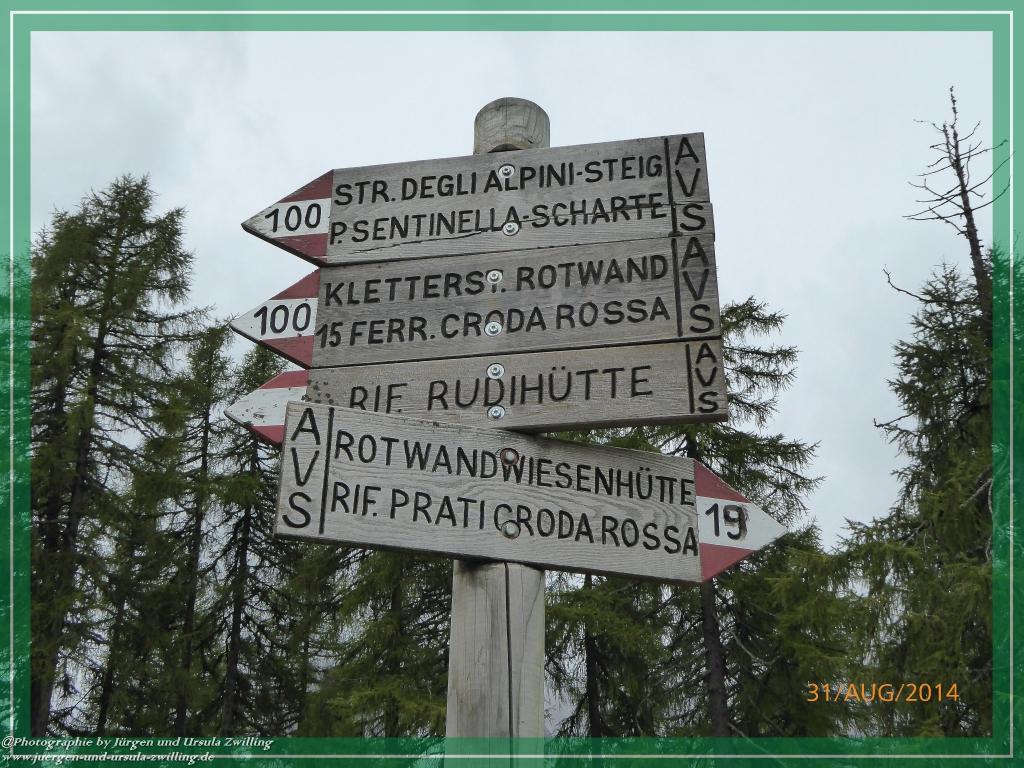 100
STR. DEGLI ALPINI-STEIG
P. SENTINELLA-SCHARTE
AVS
100
KLETTERST. ROTWAND
15 FERR. CRODA ROSSA
AVS
RIF. RUDIHÜTTE
AVS
AVS
ROTWANDWIESENHÜTTE
RIF. PRATI CRODA ROSSA
19
31/AUG/2014
@Photographie by Jürgen und Ursula Zwilling
www.juergen-und-ursula-zwilling.de